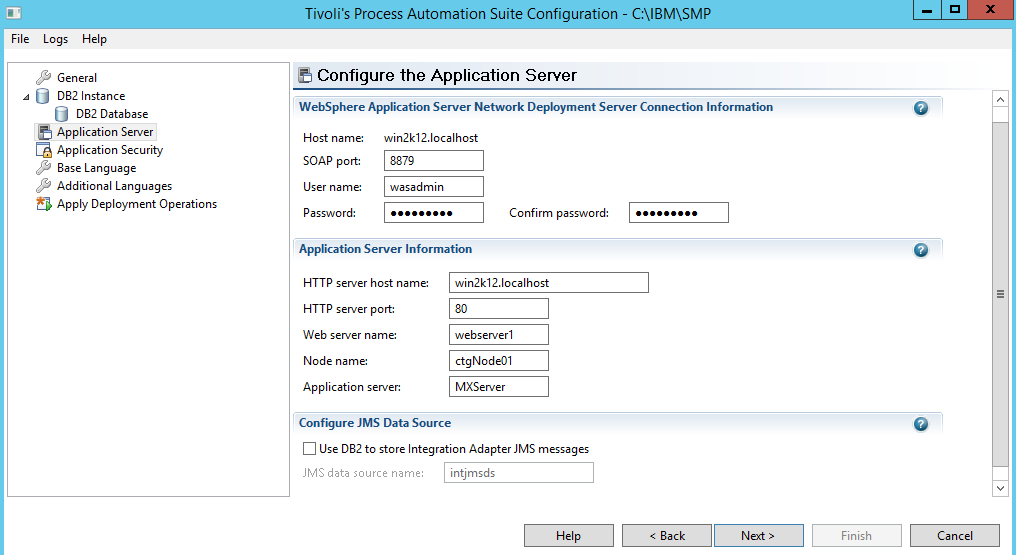 Tivoli's Process Automation Suite Configuration - C:\IBM\SMP
File Logs Help
General
DB2 Instance
DB2 Database
Application Server
Application Security
Base Language
Additional Languages
Apply Deployment Operations
Configure the Application Server
WebSphere Application Server Network Deployment Server Connection Information
Host name: win2k12.localhost
SOAP port: 8879
User name: wasadmin
Password: ●●●●●●●●● Confirm password: ●●●●●●●●●
Application Server Information
HTTP server host name: win2k12.localhost
HTTP server port: 80
Web server name: webserver1
Node name: ctgNode01
Application server: MXServer
Configure JMS Data Source
Use DB2 to store Integration Adapter JMS messages
JMS data source name: intjmsds
Help < Back Next > Finish Cancel